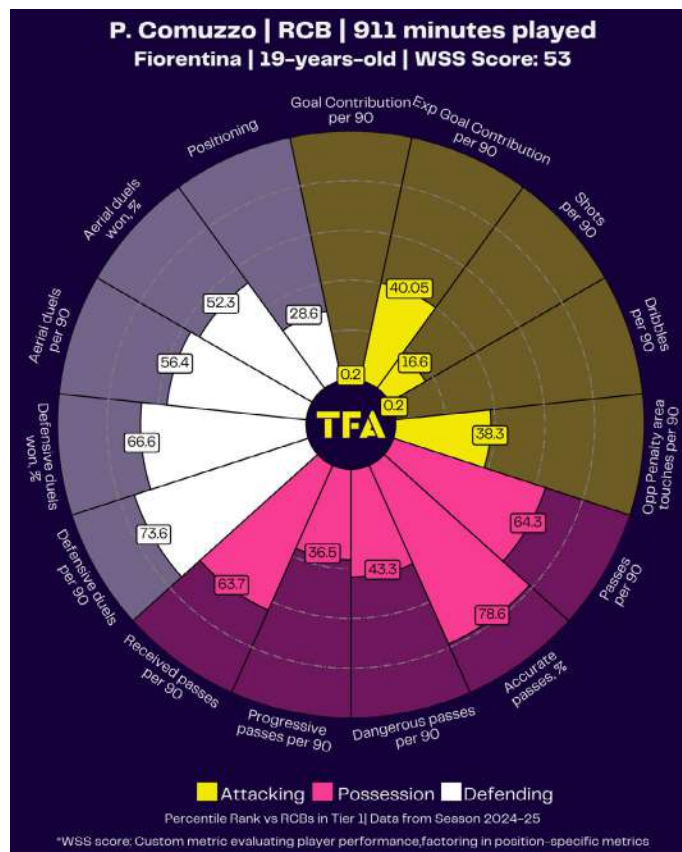 P. Comuzzo | RCB | 911 minutes played
Fiorentina | 19-years-old | WSS Score: 53
Goal Contribution
per 90
Exp Goal Contribution
per 90
Shots
per 90
Dribbles
per 90
Opp Penalty area
touches per 90
Passes
per 90
Accurate
passes, %
Dangerous passes
per 90
Progressive
passes per 90
Received passes
per 90
Defensive duels
per 90
Defensive duels
won, %
Aerial duels
per 90
Aerial duels
won, %
Positioning
0.2
40.05
16.6
0.2
38.3
64.3
78.6
43.3
36.5
63.7
73.6
66.6
56.4
52.3
28.6
TFA
Attacking
Possession
Defending
Percentile Rank vs RCBs in Tier 1| Data from Season 2024-25
*WSS score: Custom metric evaluating player performance,factoring in position-specific metrics